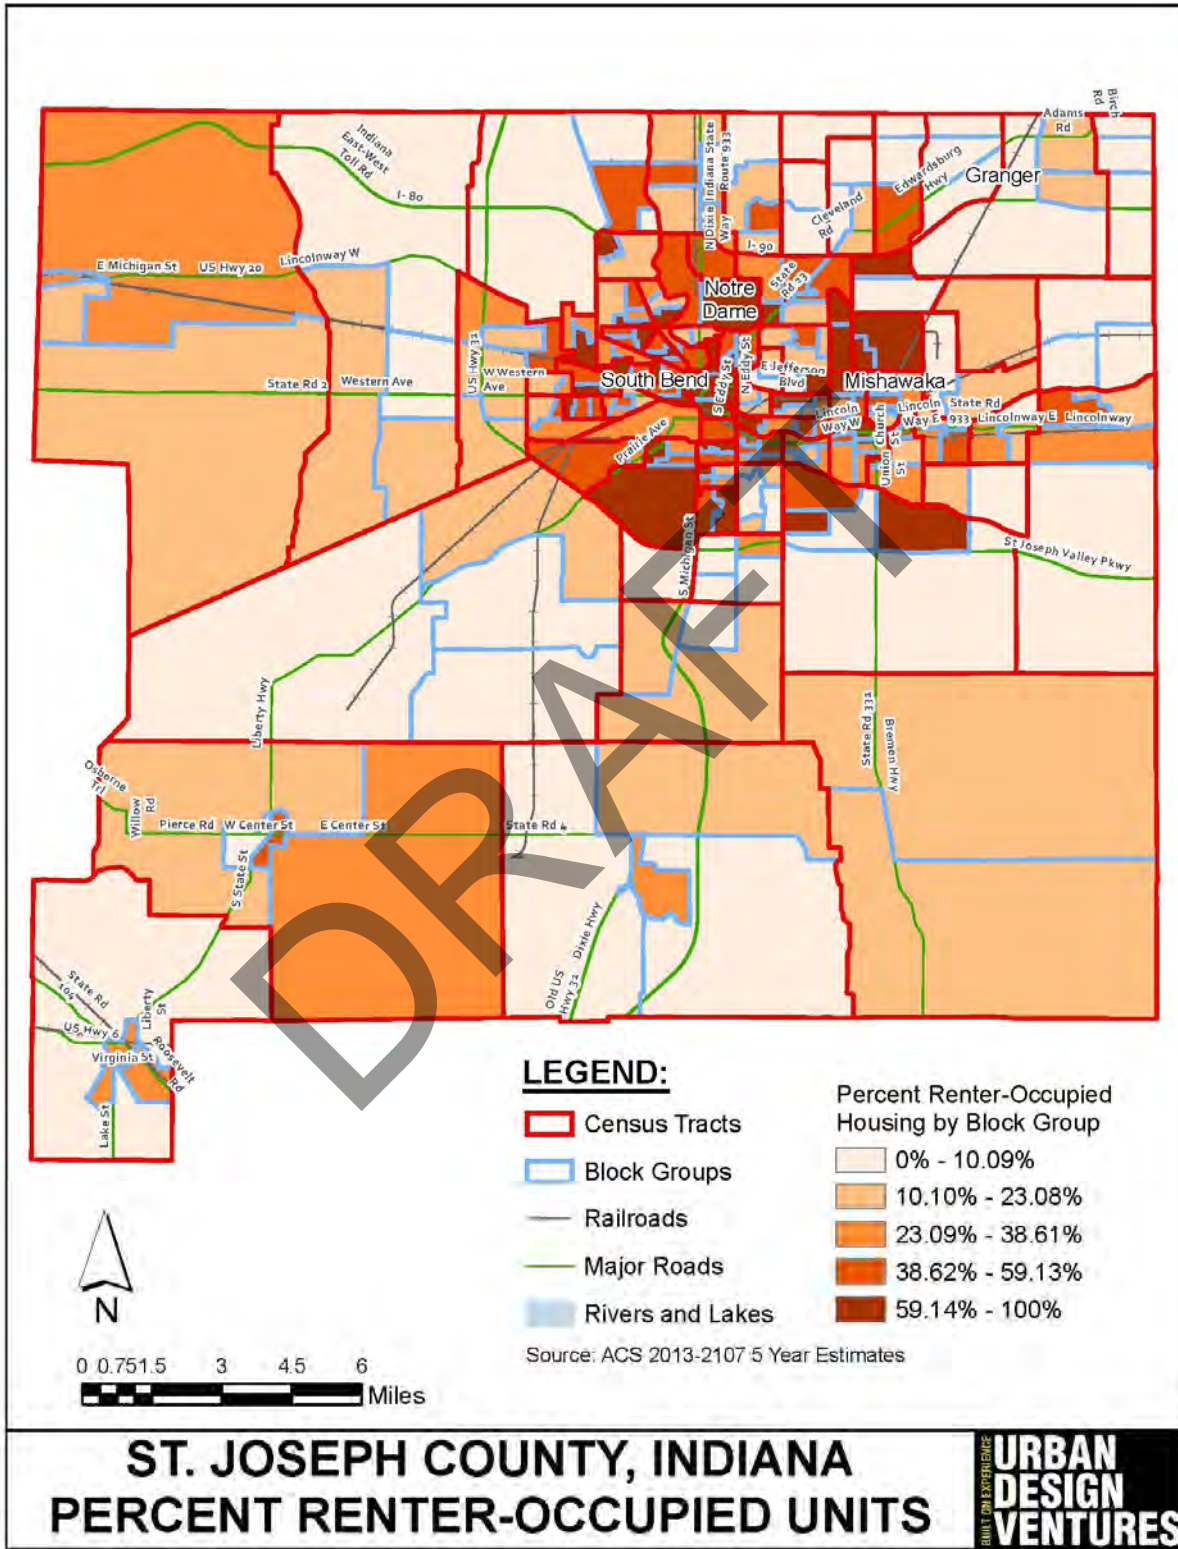 Birch
Rd
Adams
Rd
Indiana
East-West
Toll Rd
I-80
N Dixie Indiana State
Way Route 933
Edwardsburg
Hwy
Granger
Cleveland
Rd
I-90
E Michigan St
US Hwy 20
Lincolnway W
State
Rd 23
Notre
Dame
US Hwy 31
W Western
Ave
South Bend
S Eddy St
N Eddy St
E Jefferson
Blvd
Mishawaka
State Rd 2
Western Ave
Lincoln
Way W
Church
Union St
St
Lincoln
Way E
State Rd
933
Lincolnway E
Lincolnway
Prairie Ave
S Michigan St
St Joseph Valley Pkwy
Liberty Hwy
State Rd 331
Bremen Hwy
Osborne
Trl
Willow
Rd
Pierce Rd
W Center St
E Center St
State Rd 4
S State St
Old US
Hwy 31
Dixie Hwy
State Rd
104
US Hwy 6
Liberty
St
Virginia St
Roosevelt
Rd
Lake St
DRAFT
LEGEND:
Census Tracts
Block Groups
Railroads
Major Roads
Rivers and Lakes
Percent Renter-Occupied
Housing by Block Group
0% - 10.09%
10.10% - 23.08%
23.09% - 38.61%
38.62% - 59.13%
59.14% - 100%
Source: ACS 2013-2107 5 Year Estimates
N
0 0.75 1.5 3 4.5 6
Miles
ST. JOSEPH COUNTY, INDIANA
PERCENT RENTER-OCCUPIED UNITS
BUILT ON EXPERIENCE
URBAN
DESIGN
VENTURES